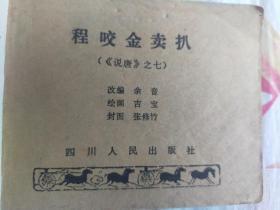 程咬金卖扒
(《说唐》之七)
改编 余音
绘画 吉宝
封面 张修竹
四川人民出版社